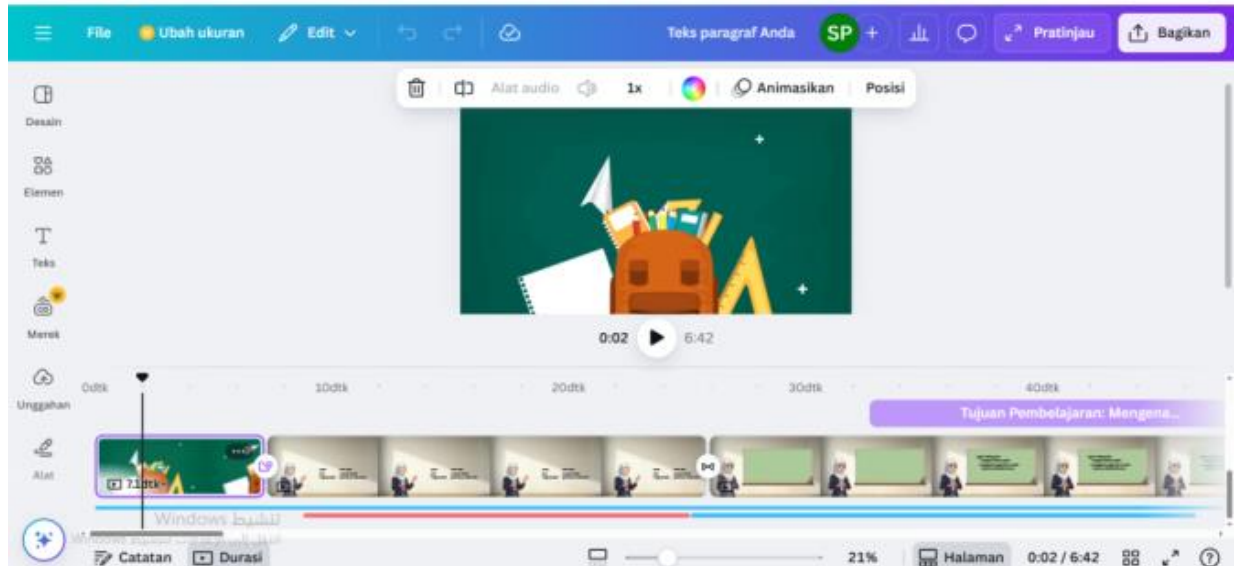 File Ubah ukuran Edit Teks paragraf Anda SP + Pratinjau Bagikan
Alat audio 1x Animasikan Posisi
Desain
Elemen
Teks
Merek
Unggahan
Alat
0:02 6:42
0dtk 10dtk 20dtk 30dtk 40dtk
Tujuan Pembelajaran: Mengena...
7.1dtk
تنشيط Windows
Catatan Durasi 21% Halaman 0:02 / 6:42